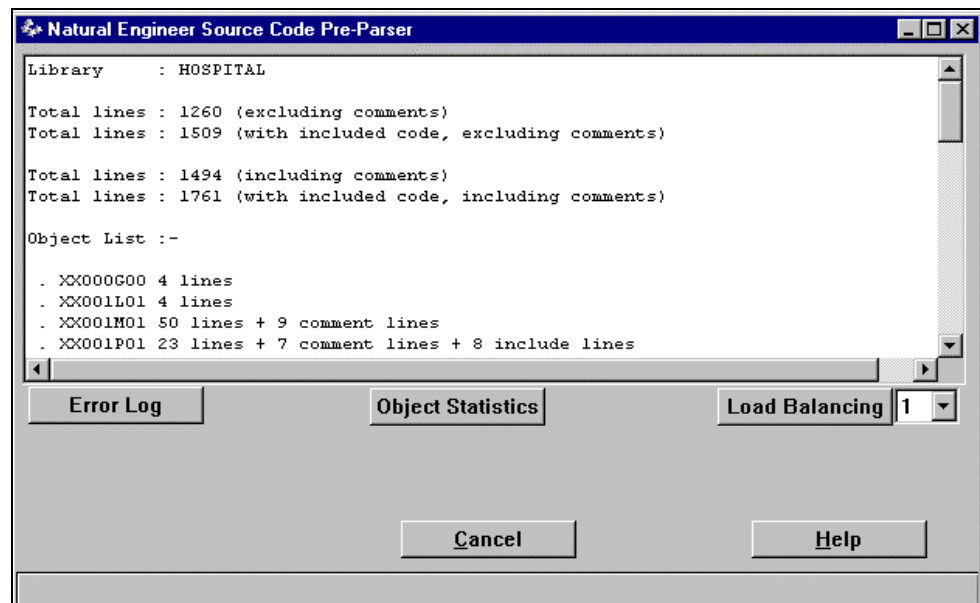 Natural Engineer Source Code Pre-Parser
Library : HOSPITAL
Total lines : 1260 (excluding comments)
Total lines : 1509 (with included code, excluding comments)
Total lines : 1494 (including comments)
Total lines : 1761 (with included code, including comments)
Object List :-
. XX000G00 4 lines
. XX001L01 4 lines
. XX001M01 50 lines + 9 comment lines
. XX001P01 23 lines + 7 comment lines + 8 include lines
Error Log Object Statistics Load Balancing 1
Cancel Help